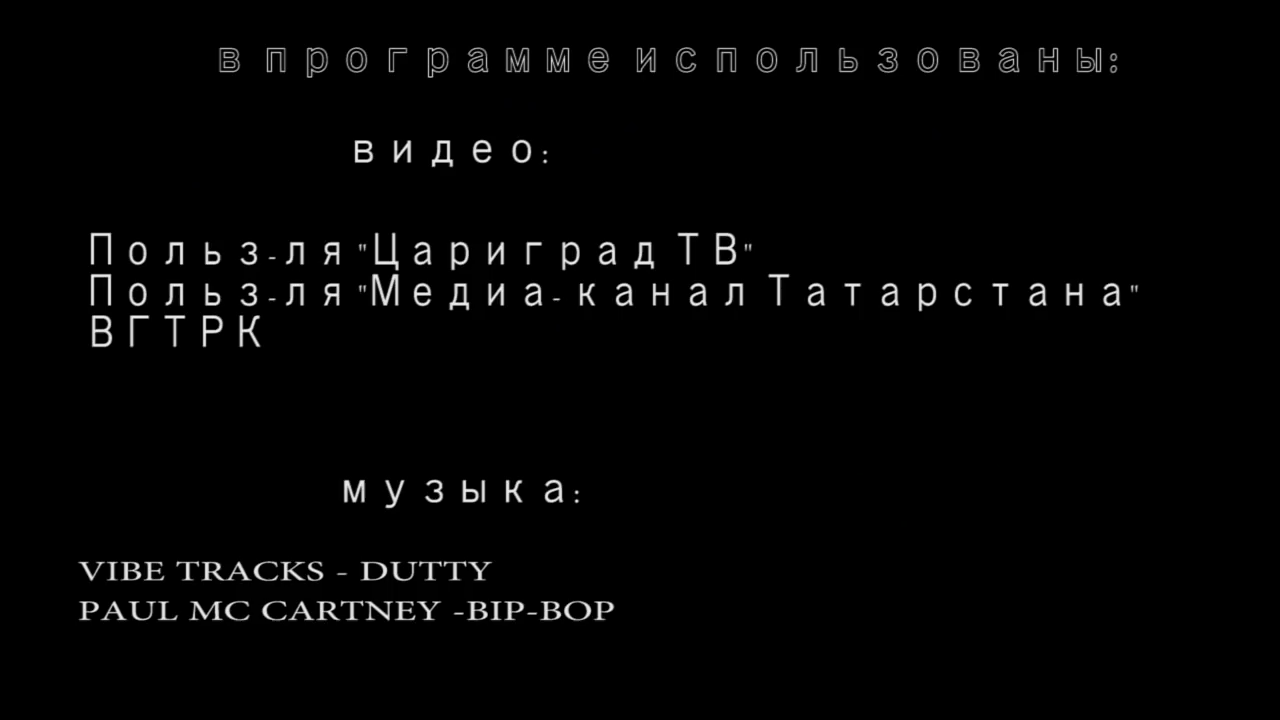 в программе использованы:
видео:
Польз-ля "Цариград ТВ"
Польз-ля "Медиа-канал Татарстана"
ВГТРК
музыка:
VIBE TRACKS - DUTTY
PAUL MC CARTNEY -BIP-BOP